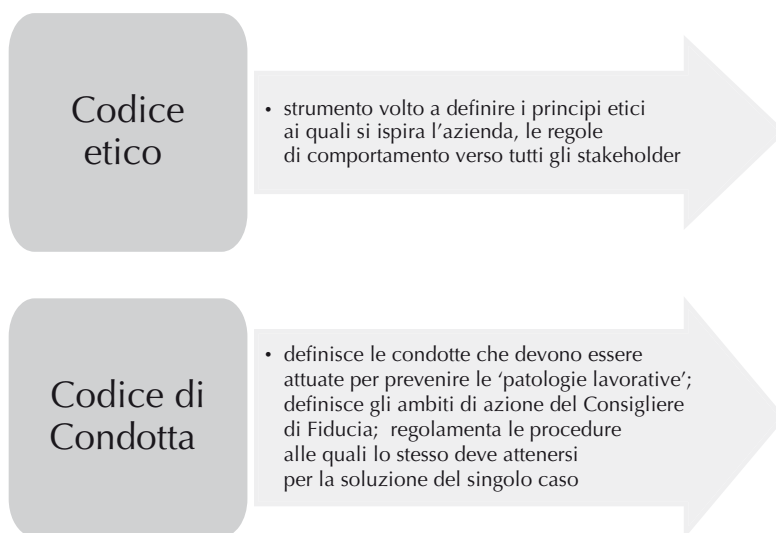 Codice
etico
• strumento volto a definire i principi etici
ai quali si ispira l’azienda, le regole
di comportamento verso tutti gli stakeholder
Codice di
Condotta
• definisce le condotte che devono essere
attuate per prevenire le ‘patologie lavorative’;
definisce gli ambiti di azione del Consigliere
di Fiducia; regolamenta le procedure
alle quali lo stesso deve attenersi
per la soluzione del singolo caso